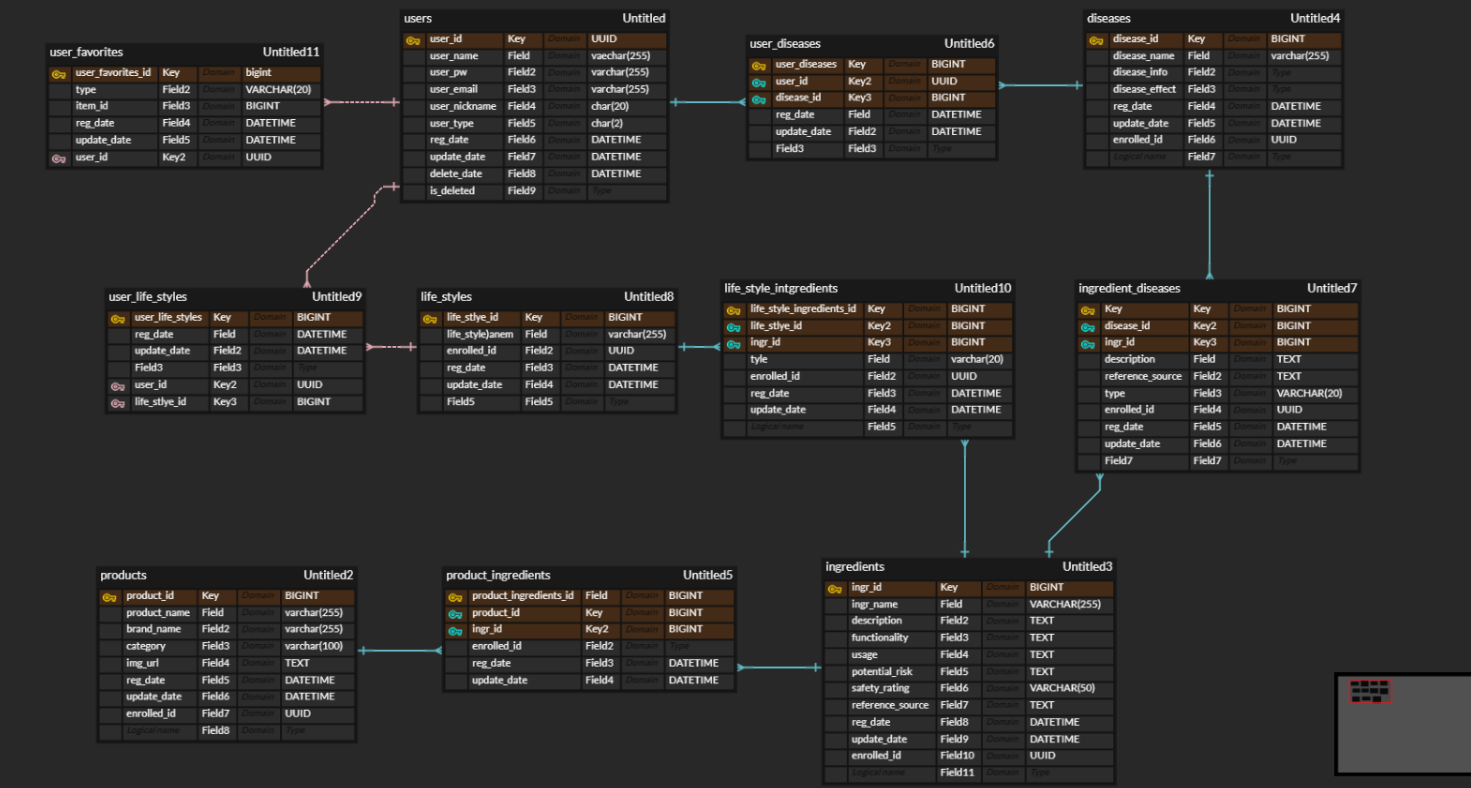 user_favorites Untitled11
user_favorites_id Key Domain bigint
type Field2 Domain VARCHAR(20)
item_id Field3 Domain BIGINT
reg_date Field4 Domain DATETIME
update_date Field5 Domain DATETIME
user_id Key2 Domain UUID
users Untitled
user_id Key Domain UUID
user_name Field Domain vaechar(255)
user_pw Field2 Domain varchar(255)
user_email Field3 Domain varchar(255)
user_nickname Field4 Domain char(20)
user_type Field5 Domain char(2)
reg_date Field6 Domain DATETIME
update_date Field7 Domain DATETIME
delete_date Field8 Domain DATETIME
is_deleted Field9 Domain Type
user_diseases Untitled6
user_diseases Key Domain BIGINT
user_id Key2 Domain UUID
disease_id Key3 Domain BIGINT
reg_date Field Domain DATETIME
update_date Field2 Domain DATETIME
Field3 Field3 Domain Type
diseases Untitled4
disease_id Key Domain BIGINT
disease_name Field Domain varchar(255)
disease_info Field2 Domain Type
disease_effect Field3 Domain Type
reg_date Field4 Domain DATETIME
update_date Field5 Domain DATETIME
enrolled_id Field6 Domain UUID
Logical name Field7 Domain Type
user_life_styles Untitled9
user_life_styles Key Domain BIGINT
reg_date Field Domain DATETIME
update_date Field2 Domain DATETIME
Field3 Field3 Domain Type
user_id Key2 Domain UUID
life_stlye_id Key3 Domain BIGINT
life_styles Untitled8
life_stlye_id Key Domain BIGINT
life_style)anem Field Domain varchar(255)
enrolled_id Field2 Domain UUID
reg_date Field3 Domain DATETIME
update_date Field4 Domain DATETIME
Field5 Field5 Domain Type
life_style_intgredients Untitled10
life_style_ingredients_id Key Domain BIGINT
life_stlye_id Key2 Domain BIGINT
ingr_id Key3 Domain BIGINT
tyle Field Domain varchar(20)
enrolled_id Field2 Domain UUID
reg_date Field3 Domain DATETIME
update_date Field4 Domain DATETIME
Logical name Field5 Domain Type
ingredient_diseases Untitled7
Key Key Domain BIGINT
disease_id Key2 Domain BIGINT
ingr_id Key3 Domain BIGINT
description Field Domain TEXT
reference_source Field2 Domain TEXT
type Field3 Domain VARCHAR(20)
enrolled_id Field4 Domain UUID
reg_date Field5 Domain DATETIME
update_date Field6 Domain DATETIME
Field7 Field7 Domain Type
products Untitled2
product_id Key Domain BIGINT
product_name Field Domain varchar(255)
brand_name Field2 Domain varchar(255)
category Field3 Domain varchar(100)
img_url Field4 Domain TEXT
reg_date Field5 Domain DATETIME
update_date Field6 Domain DATETIME
enrolled_id Field7 Domain UUID
Logical name Field8 Domain Type
product_ingredients Untitled5
product_ingredients_id Field Domain BIGINT
product_id Key Domain BIGINT
ingr_id Key2 Domain BIGINT
enrolled_id Field2 Domain Type
reg_date Field3 Domain DATETIME
update_date Field4 Domain DATETIME
ingredients Untitled3
ingr_id Key Domain BIGINT
ingr_name Field Domain VARCHAR(255)
description Field2 Domain TEXT
functionality Field3 Domain TEXT
usage Field4 Domain TEXT
potential_risk Field5 Domain TEXT
safety_rating Field6 Domain VARCHAR(50)
reference_source Field7 Domain TEXT
reg_date Field8 Domain DATETIME
update_date Field9 Domain DATETIME
enrolled_id Field10 Domain UUID
Logical name Field11 Domain Type